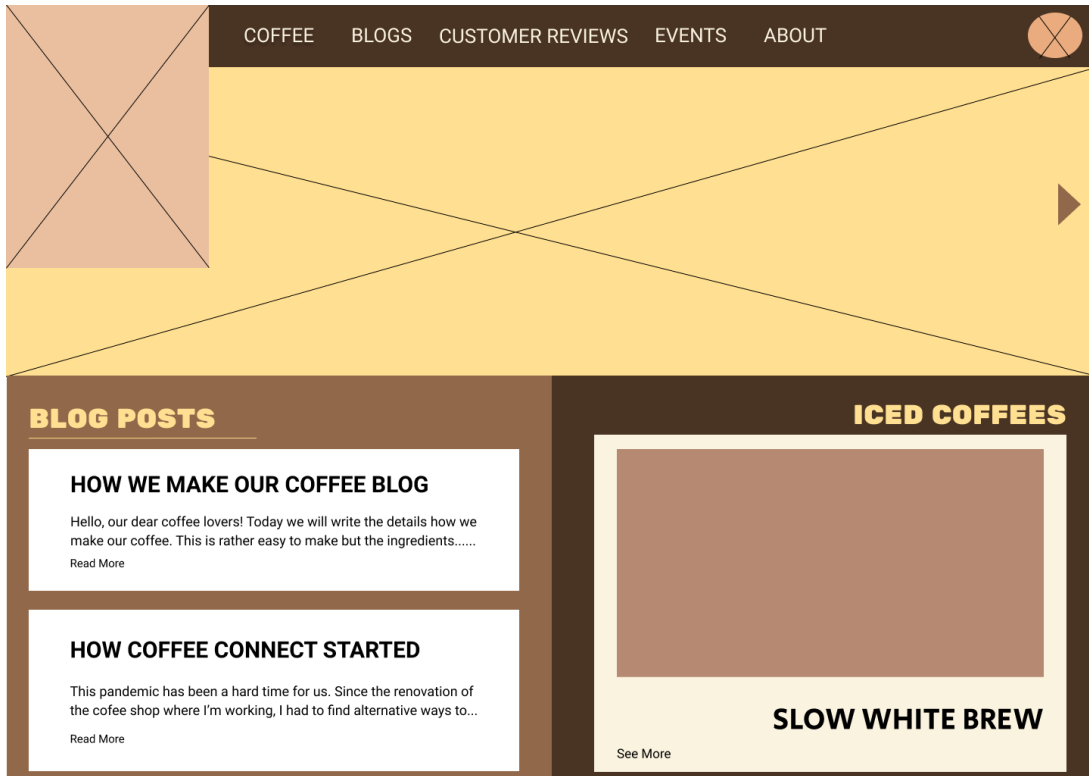 COFFEE BLOGS CUSTOMER REVIEWS EVENTS ABOUT
BLOG POSTS
HOW WE MAKE OUR COFFEE BLOG
Hello, our dear coffee lovers! Today we will write the details how we
make our coffee. This is rather easy to make but the ingredients......
Read More
HOW COFFEE CONNECT STARTED
This pandemic has been a hard time for us. Since the renovation of
the cofee shop where I'm working, I had to find alternative ways to...
Read More
ICED COFFEES
SLOW WHITE BREW
See More